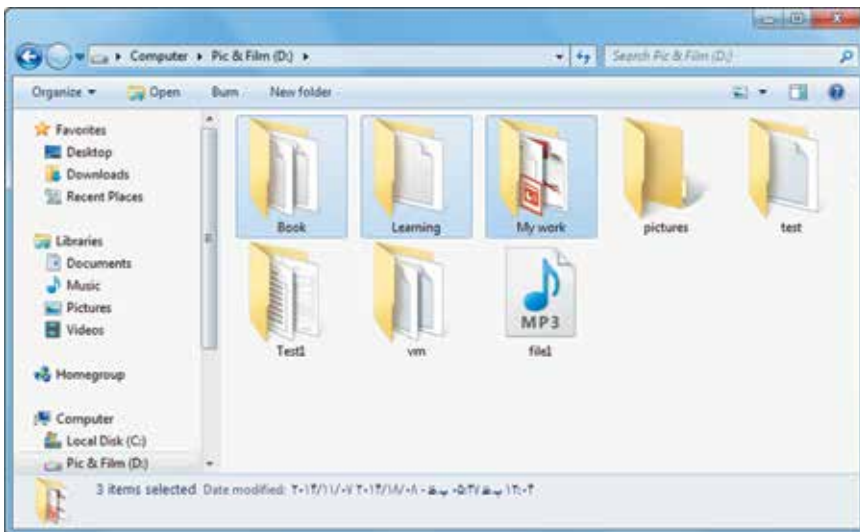 Computer ▸ Pic & Film (D:) ▸
Search Pic & Film (D:)
Organize Open Burn New folder
Favorites
Desktop
Downloads
Recent Places
Libraries
Documents
Music
Pictures
Videos
Homegroup
Computer
Local Disk (C:)
Pic & Film (D:)
Book Learning My work pictures test
MP3
Test1 vm file1
3 items selected Date modified: